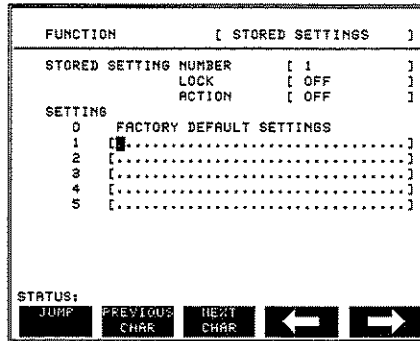 FUNCTION [ STORED SETTINGS ]
STORED SETTING NUMBER [ 1 ]
LOCK [ OFF ]
ACTION [ OFF ]
SETTING
0 FACTORY DEFAULT SETTINGS
1 [................................]
2 [................................]
3 [................................]
4 [................................]
5 [................................]
STATUS:
JUMP PREVIOUS CHAR NEXT CHAR